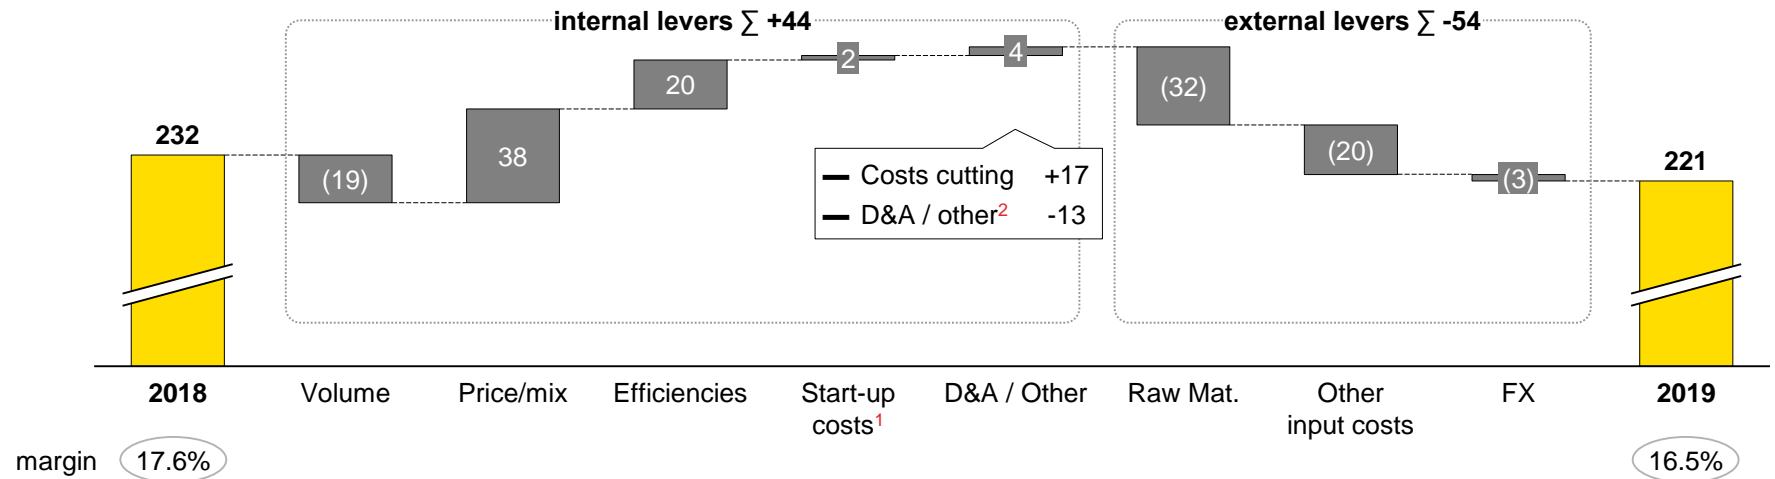 internal levers ∑ +44
external levers ∑ -54
232
(19)
38
20
2
4
(32)
(20)
(3)
221
Costs cutting +17
D&A / other2 -13
2018
Volume
Price/mix
Efficiencies
Start-up
costs1
D&A / Other
Raw Mat.
Other
input costs
FX
2019
margin 17.6% 16.5%